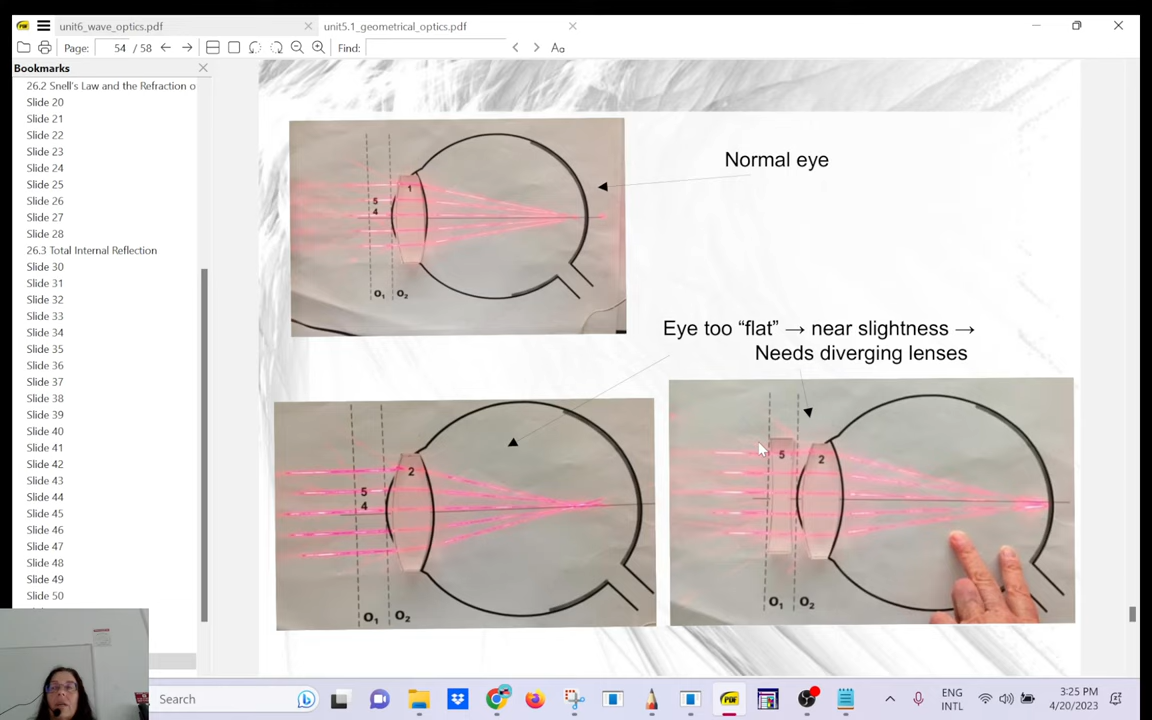 unit6_wave_optics.pdf
unit5.1_geometrical_optics.pdf
Page: 54 / 58
Find:
Aa
Bookmarks
26.2 Snell's Law and the Refraction o
Slide 20
Slide 21
Slide 22
Slide 23
Slide 24
Slide 25
Slide 26
Slide 27
Slide 28
26.3 Total Internal Reflection
Slide 30
Slide 31
Slide 32
Slide 33
Slide 34
Slide 35
Slide 36
Slide 37
Slide 38
Slide 39
Slide 40
Slide 41
Slide 42
Slide 43
Slide 44
Slide 45
Slide 46
Slide 47
Slide 48
Slide 49
Slide 50
Normal eye
1
5
4
O₁ O₂
Eye too “flat” → near slightness →
Needs diverging lenses
2
5
4
O₁ O₂
5 2
O₁ O₂
Search
ENG
INTL
3:25 PM
4/20/2023